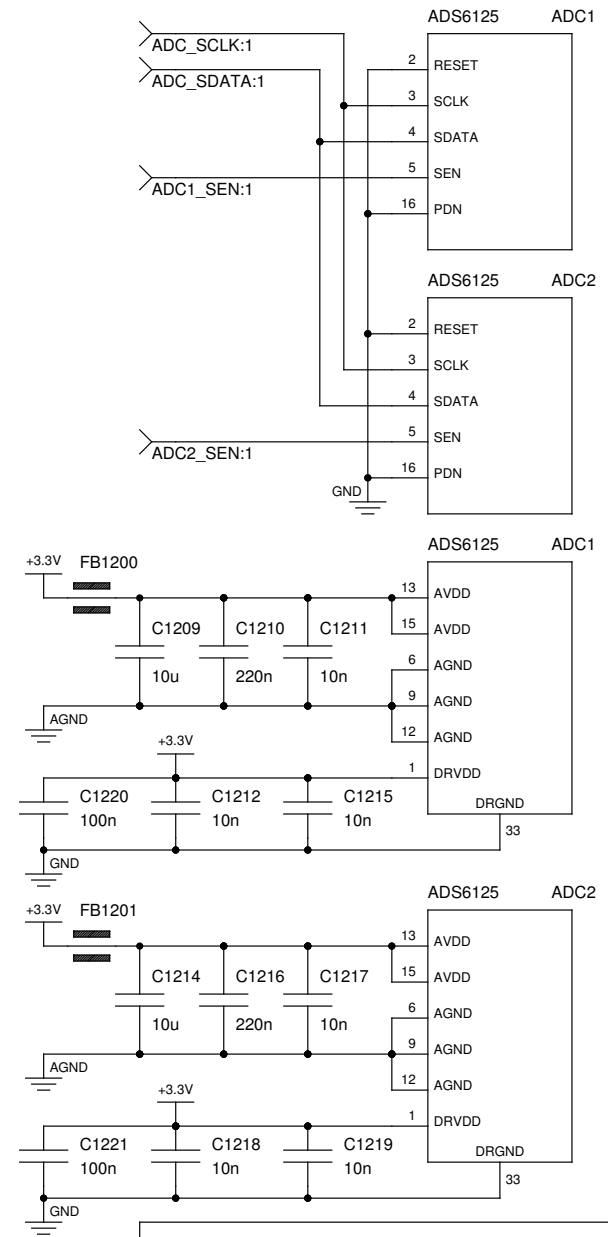 ADS6125 ADC1
ADC_SCLK:1
2 RESET
ADC_SDATA:1
3 SCLK
4 SDATA
5 SEN
ADC1_SEN:1
16 PDN
ADS6125 ADC2
2 RESET
3 SCLK
4 SDATA
5 SEN
ADC2_SEN:1
16 PDN
GND
ADS6125 ADC1
+3.3V FB1200
13 AVDD
C1209 C1210 C1211
15 AVDD
6 AGND
10u 220n 10n
9 AGND
AGND
12 AGND
+3.3V
1 DRVDD
C1220 C1212 C1215
DRGND
100n 10n 10n
33
GND
ADS6125 ADC2
+3.3V FB1201
13 AVDD
C1214 C1216 C1217
15 AVDD
6 AGND
10u 220n 10n
9 AGND
AGND
12 AGND
+3.3V
1 DRVDD
C1221 C1218 C1219
DRGND
100n 10n 10n
33
GND